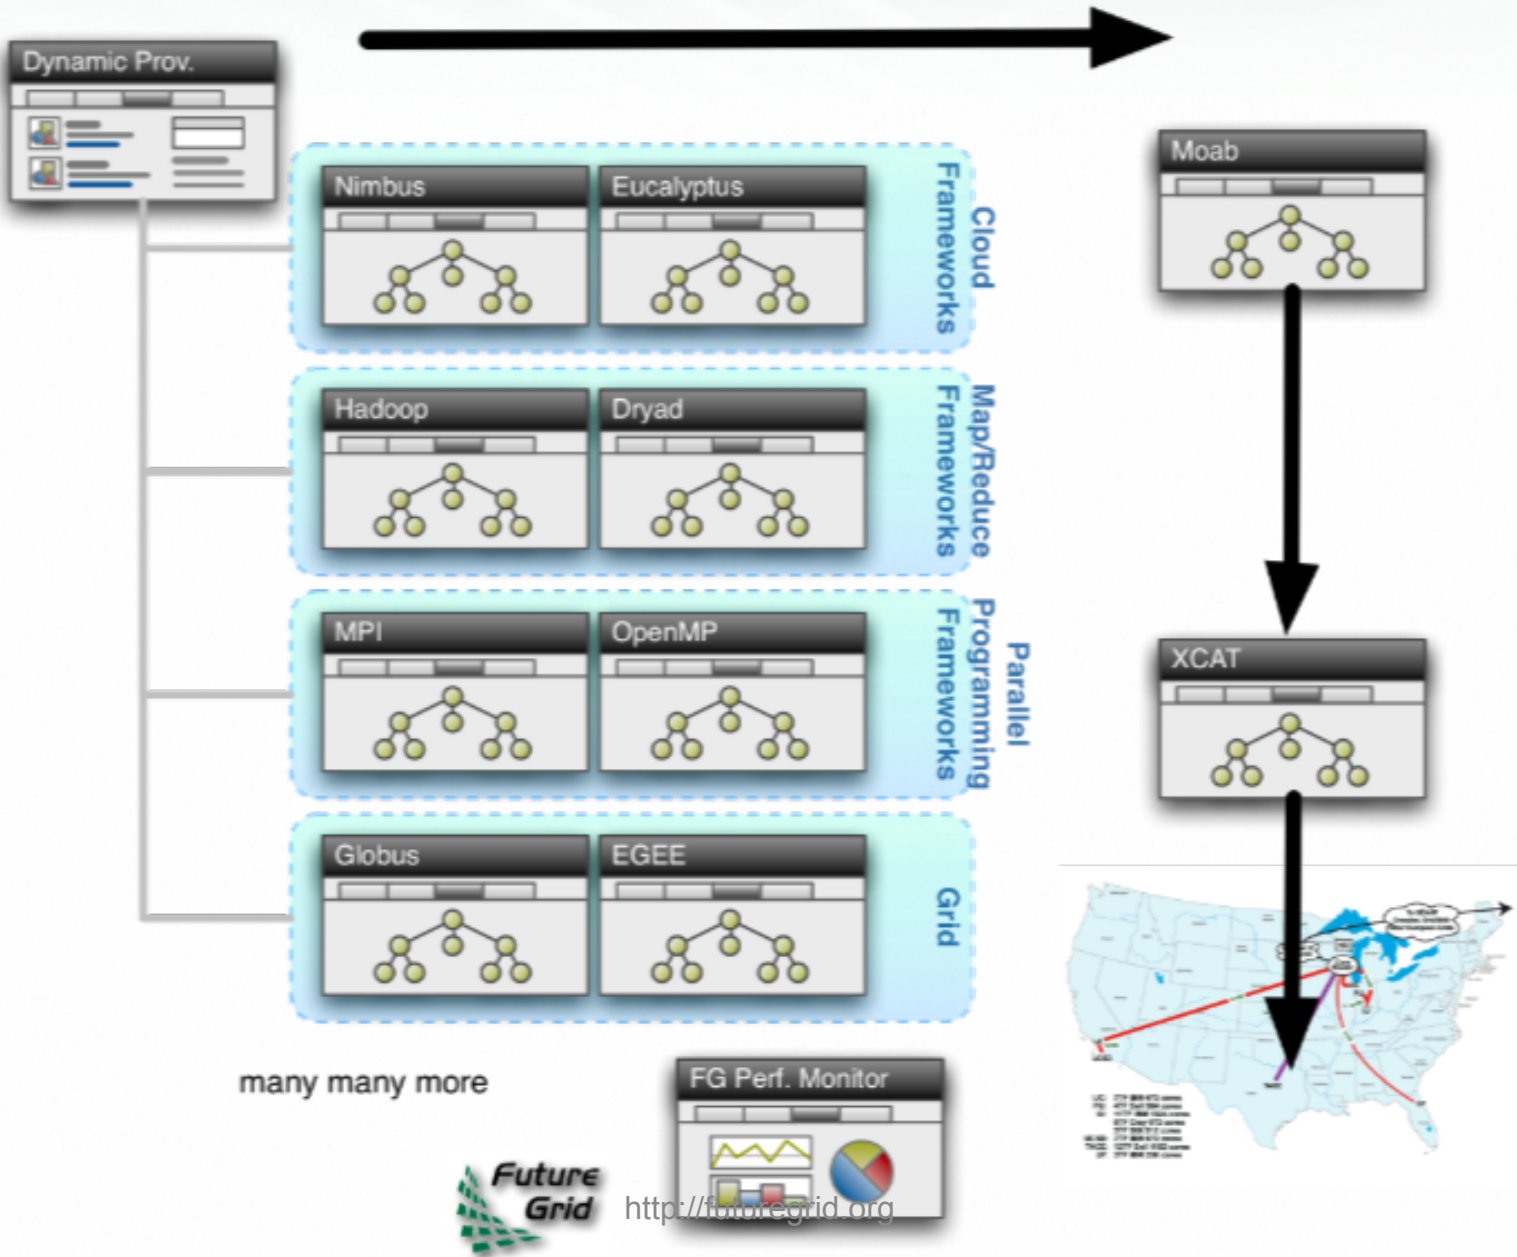 Dynamic Prov.
Nimbus
Eucalyptus
Cloud
Frameworks
Moab
Hadoop
Dryad
Map/Reduce
Frameworks
MPI
OpenMP
Parallel
Programming
Frameworks
XCAT
Globus
EGEE
Grid
many many more
FG Perf. Monitor
Future
Grid
http://futuregrid.org